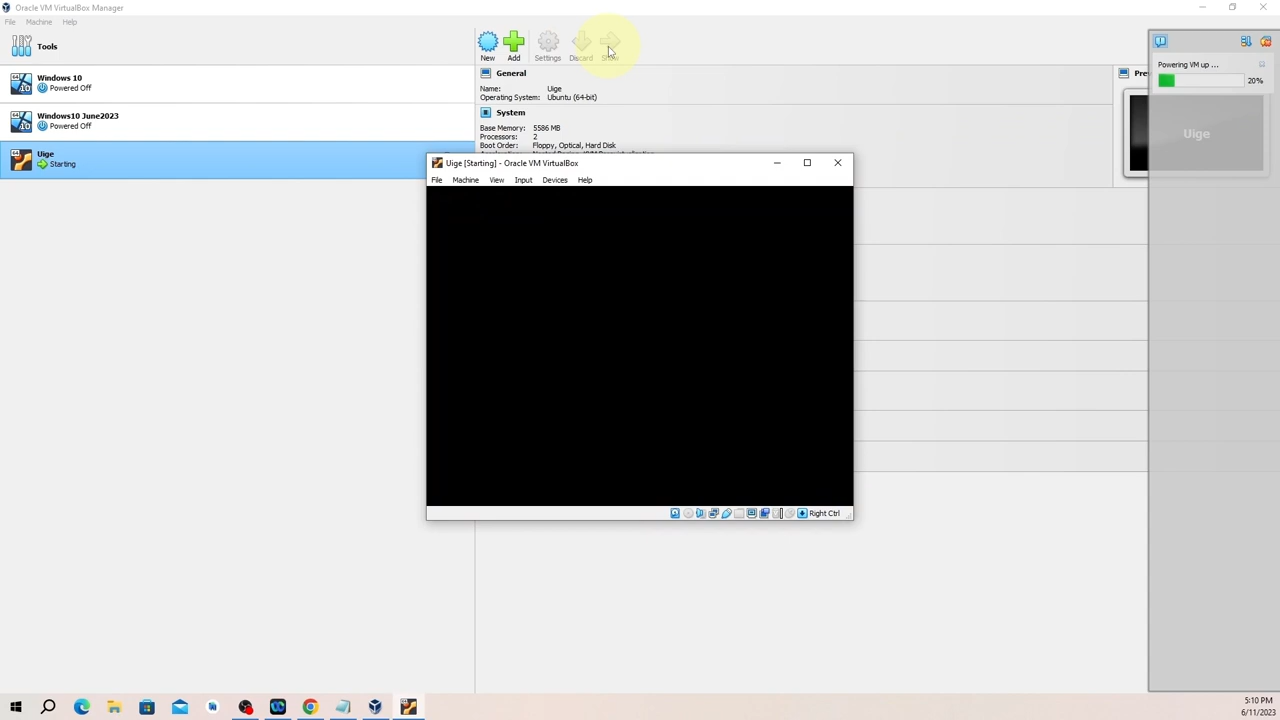 Oracle VM VirtualBox Manager
File Machine Help
Tools
New Add Settings Discard Show
Windows 10
Powered Off
General
Name: Uige
Operating System: Ubuntu (64-bit)
Powering VM up ...
20%
Windows10 June2023
Powered Off
System
Base Memory: 5586 MB
Processors: 2
Boot Order: Floppy, Optical, Hard Disk
Uige
Uige
Starting
Uige [Starting] - Oracle VM VirtualBox
File Machine View Input Devices Help
Right Ctrl
5:10 PM
6/11/2023